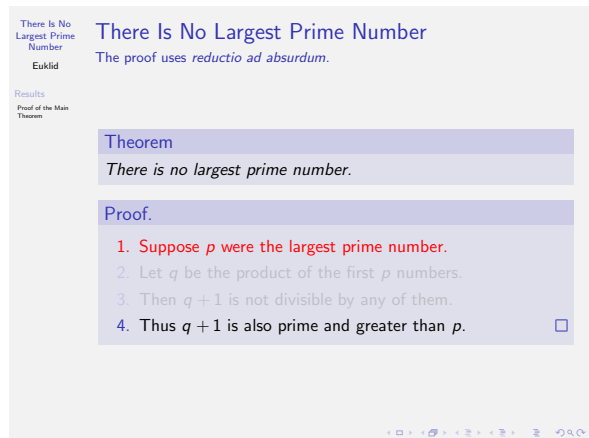 There Is No
Largest Prime
Number
Euklid
Results
Proof of the Main
Theorem
There Is No Largest Prime Number
The proof uses reductio ad absurdum.
Theorem
There is no largest prime number.
Proof.
1. Suppose p were the largest prime number.
2. Let q be the product of the first p numbers.
3. Then q + 1 is not divisible by any of them.
4. Thus q + 1 is also prime and greater than p. □